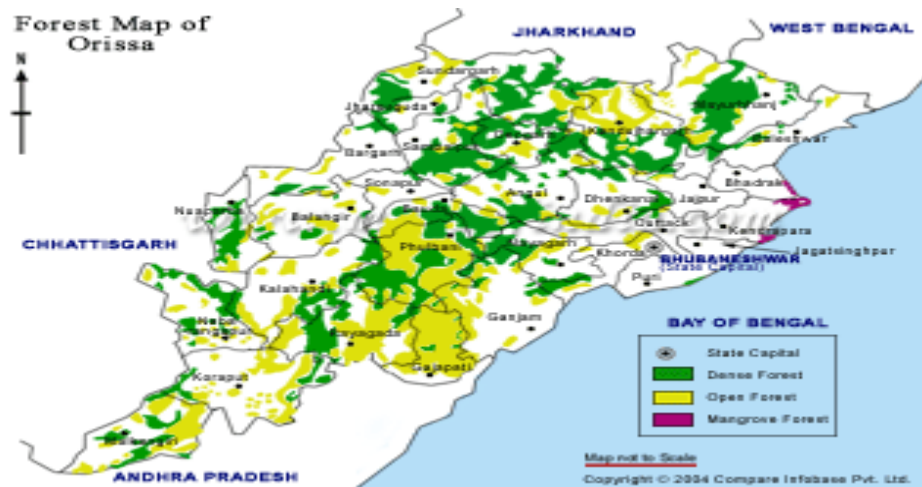 Forest Map of
Orissa
N
JHARKHAND
WEST BENGAL
Sundargarh
Jharsuguda
Mayurbhanj
Kendujhargarh
Baleshwar
Bargarh
Sonapur
Angul
Bhadrak
Dhenkanal
Jajpur
Nuapada
Balangir
Cuttack
Kendrapara
CHHATTISGARH
Phulbani
Nayagarh
Khorda
Jagatsinghpur
BHUBANESHWAR
(State Capital)
Puri
Kalahandi
Ganjam
Rayagada
BAY OF BENGAL
Gajapati
Koraput
State Capital
Dense Forest
Open Forest
Mangrove Forest
Malkangiri
Map not to Scale
ANDHRA PRADESH
Copyright © 2004 Compare Infobase Pvt. Ltd.